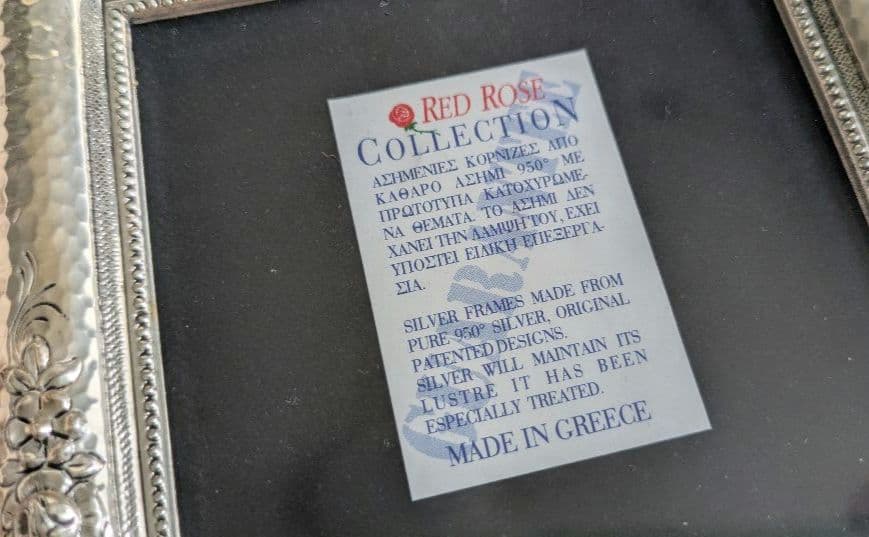 RED ROSE
COLLECTION
ΑΣΗΜΕΝΙΕΣ ΚΟΡΝΙΖΕΣ ΑΠΟ
ΚΑΘΑΡΟ ΑΣΗΜΙ 950° ΜΕ
ΠΡΩΤΟΤΥΠΑ ΚΑΤΟΧΥΡΩΜΕ-
ΝΑ ΘΕΜΑΤΑ. ΤΟ ΑΣΗΜΙ ΔΕΝ
ΧΑΝΕΙ ΤΗΝ ΛΑΜΨΗ ΤΟΥ, ΕΧΕΙ
ΥΠΟΣΤΕΙ ΕΙΔΙΚΗ ΕΠΕΞΕΡΓΑ-
ΣΙΑ.
SILVER FRAMES MADE FROM
PURE 950° SILVER, ORIGINAL
PATENTED DESIGNS.
SILVER WILL MAINTAIN ITS
LUSTRE IT HAS BEEN
ESPECIALLY TREATED.
MADE IN GREECE